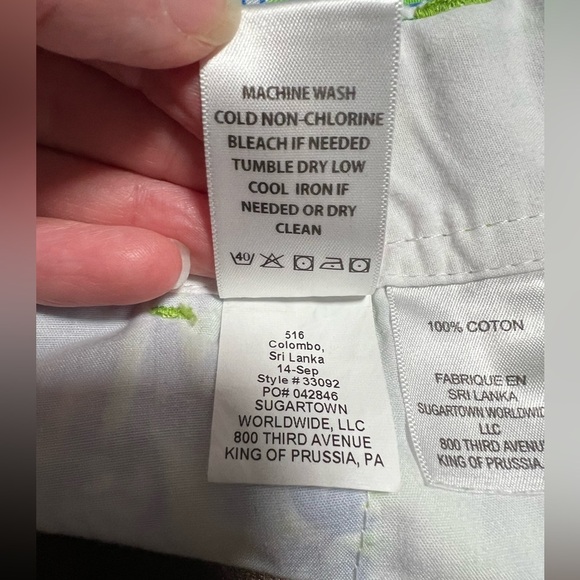 MACHINE WASH
COLD NON-CHLORINE
BLEACH IF NEEDED
TUMBLE DRY LOW
COOL IRON IF
NEEDED OR DRY
CLEAN
40
516
Colombo,
Sri Lanka
14-Sep
Style # 33092
PO# 042846
SUGARTOWN
WORLDWIDE, LLC
800 THIRD AVENUE
KING OF PRUSSIA, PA
100% COTON
FABRIQUE EN
SRI LANKA
SUGARTOWN WORLDWID
LLC
800 THIRD AVENU
KING OF PRUSSIA